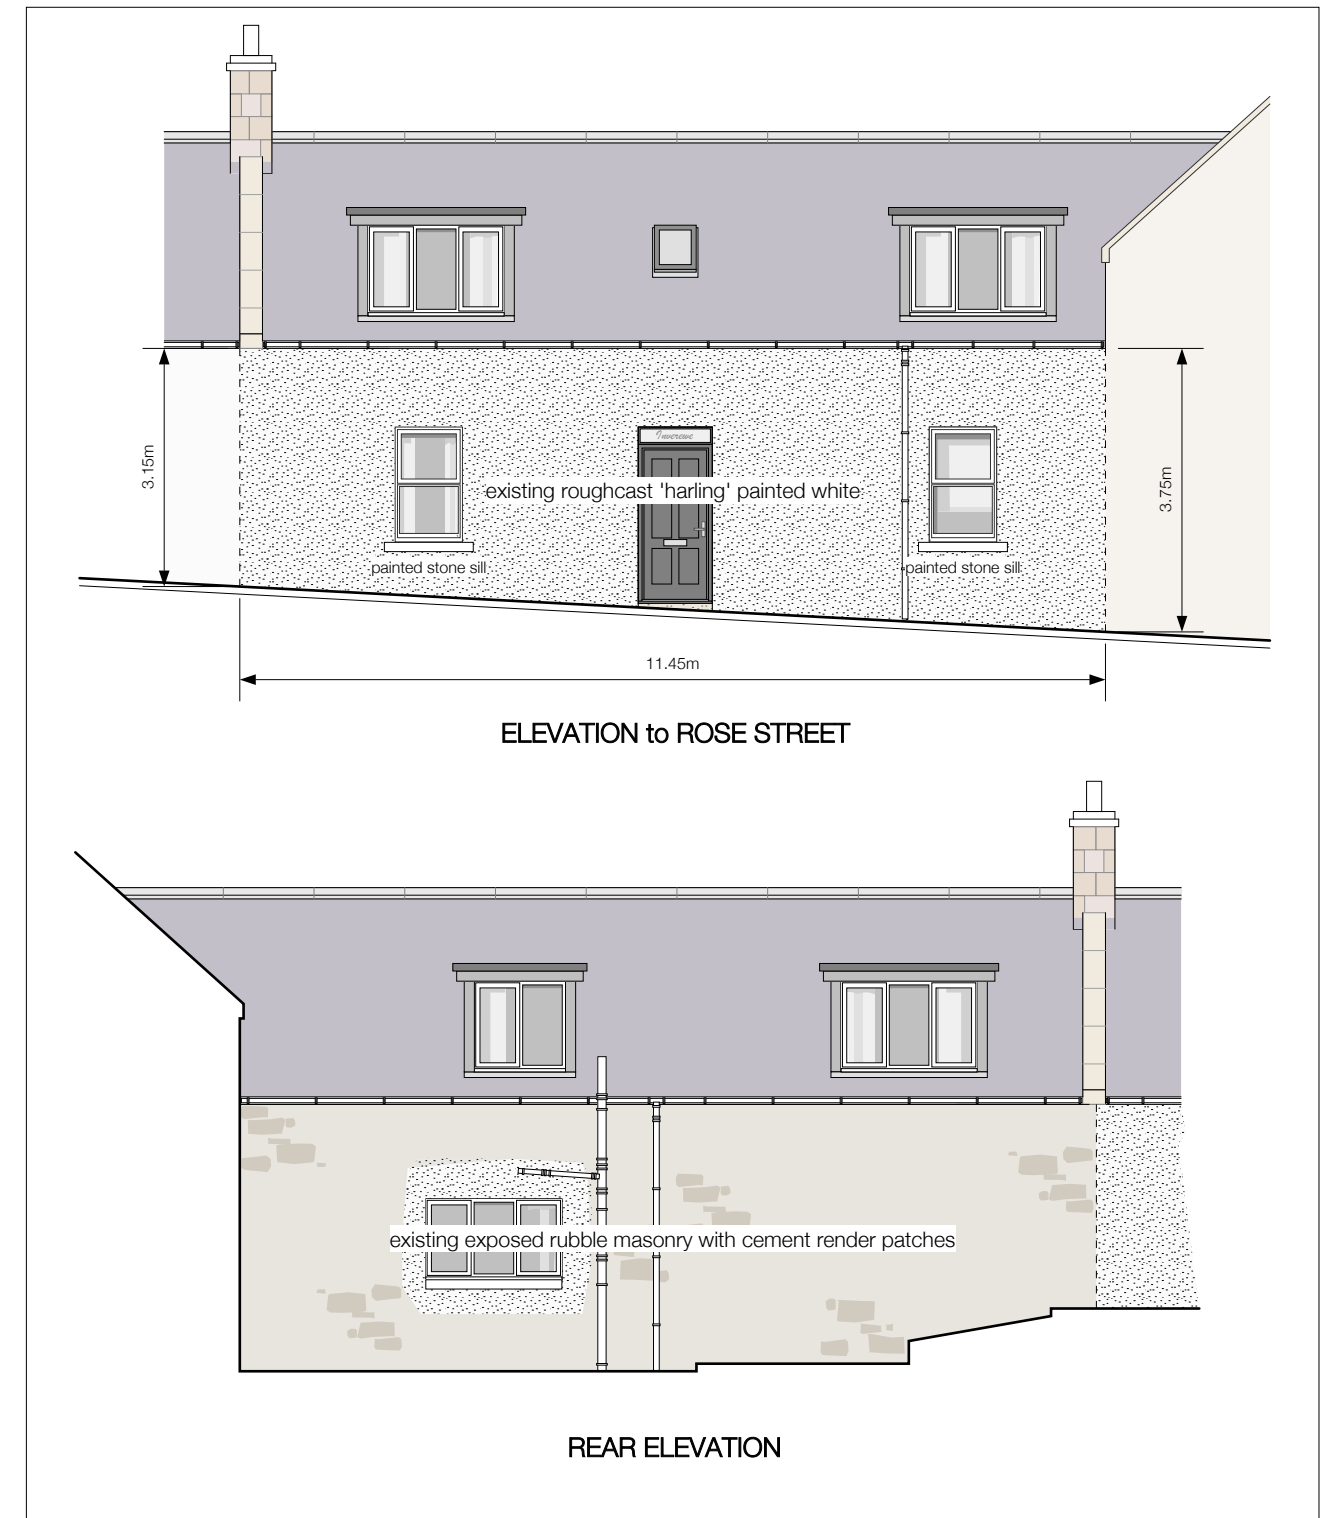 Inverewe
existing roughcast 'harling' painted white
3.15m
3.75m
painted stone sill
painted stone sill
11.45m
ELEVATION to ROSE STREET
existing exposed rubble masonry with cement render patches
REAR ELEVATION